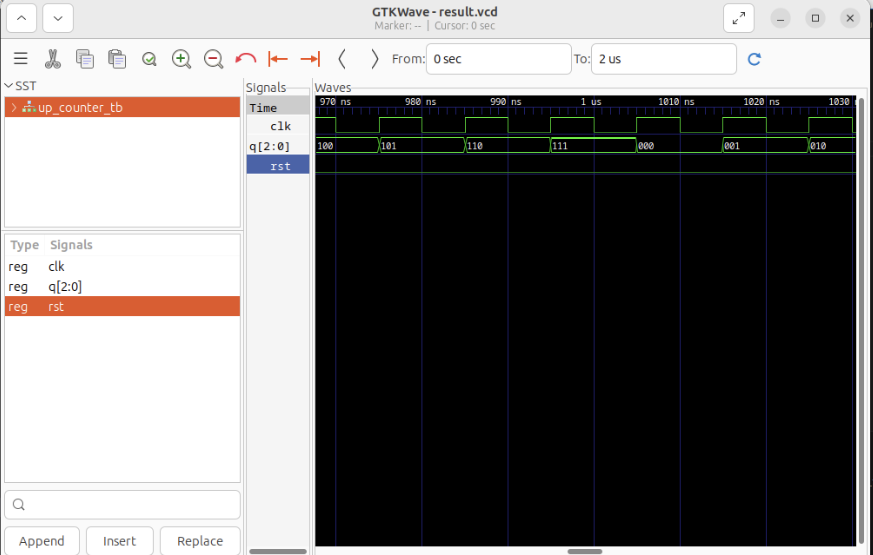 GTKWave - result.vcd
Marker: -- | Cursor: 0 sec
From: 0 sec To: 2 us
SST
up_counter_tb
Type Signals
reg clk
reg q[2:0]
reg rst
Append Insert Replace
Signals
Time
clk
q[2:0]
rst
Waves
970 ns 980 ns 990 ns 1 us 1010 ns 1020 ns 1030
100 101 110 111 000 001 010